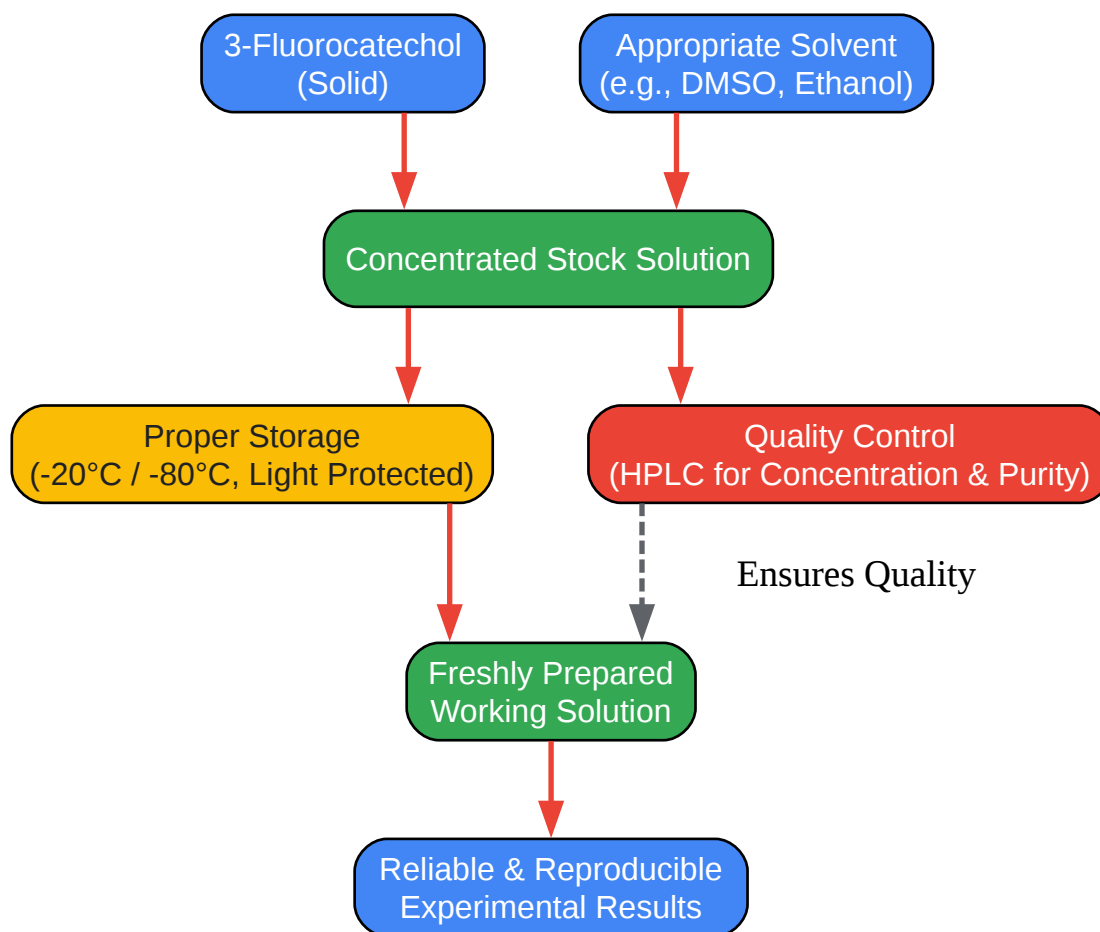 3-Fluorocatechol
(Solid)
Appropriate Solvent
(e.g., DMSO, Ethanol)
Concentrated Stock Solution
Proper Storage
(-20°C / -80°C, Light Protected)
Quality Control
(HPLC for Concentration & Purity)
Ensures Quality
Freshly Prepared
Working Solution
Reliable & Reproducible
Experimental Results